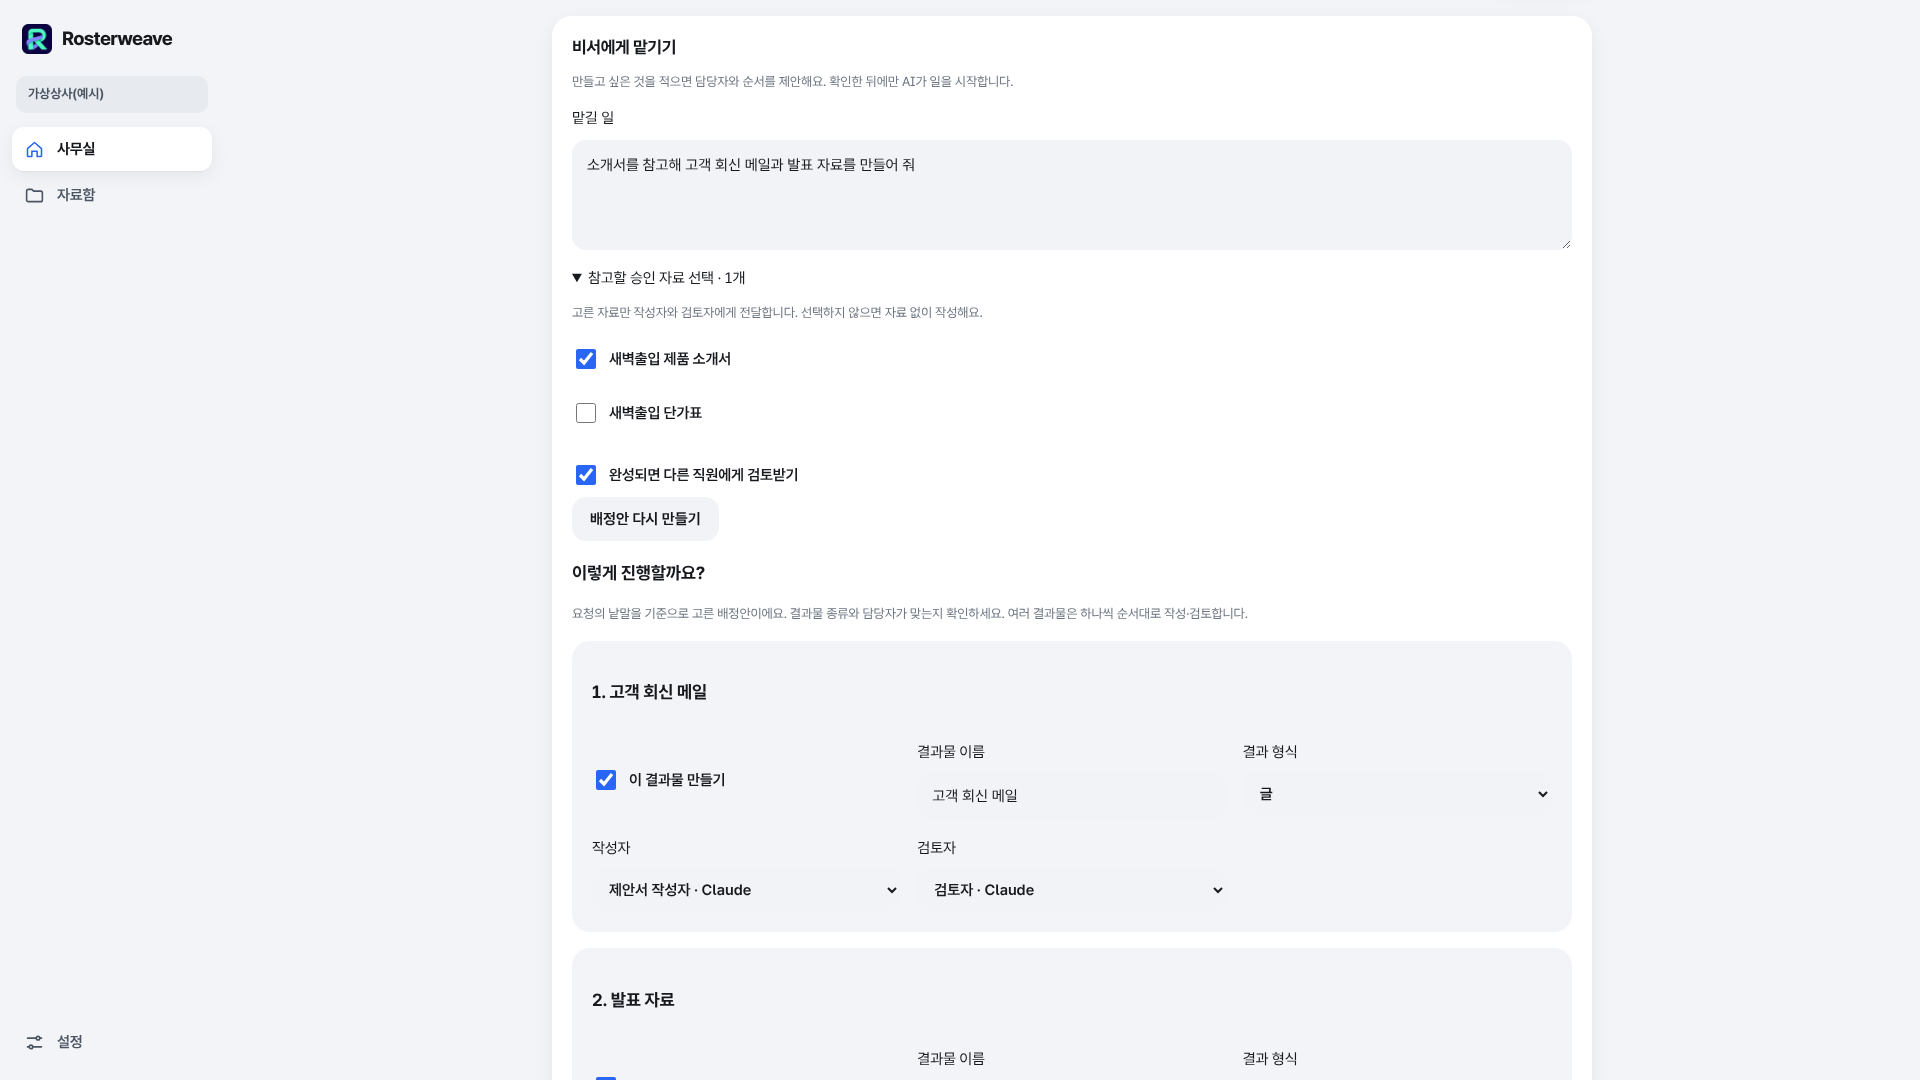 Rosterweave
가상상사(예시)
사무실
자료함
설정
비서에게 맡기기
만들고 싶은 것을 적으면 담당자와 순서를 제안해요. 확인한 뒤에만 AI가 일을 시작합니다.
맡길 일
소개서를 참고해 고객 회신 메일과 발표 자료를 만들어 줘
▼ 참고할 승인 자료 선택 · 1개
고른 자료만 작성자와 검토자에게 전달합니다. 선택하지 않으면 자료 없이 작성해요.
새벽출입 제품 소개서
새벽출입 단가표
완성되면 다른 직원에게 검토받기
배정안 다시 만들기
이렇게 진행할까요?
요청의 낱말을 기준으로 고른 배정안이에요. 결과물 종류와 담당자가 맞는지 확인하세요. 여러 결과물은 하나씩 순서대로 작성·검토합니다.
1. 고객 회신 메일
이 결과물 만들기
결과물 이름
고객 회신 메일
결과 형식
글
작성자
제안서 작성자 · Claude
검토자
검토자 · Claude
2. 발표 자료
결과물 이름
결과 형식